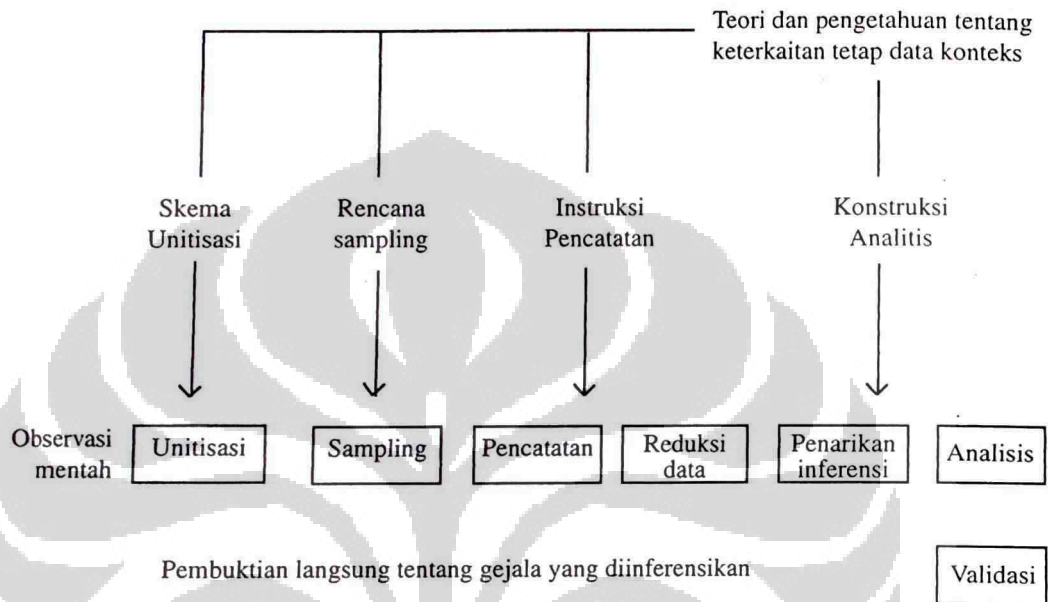 Teori dan pengetahuan tentang
keterkaitan tetap data konteks
Skema
Unitisasi
Rencana
sampling
Instruksi
Pencatatan
Konstruksi
Analitis
Observasi
mentah
Unitisasi
Sampling
Pencatatan
Reduksi
data
Penarikan
inferensi
Analisis
Pembuktian langsung tentang gejala yang diinferensikan
Validasi